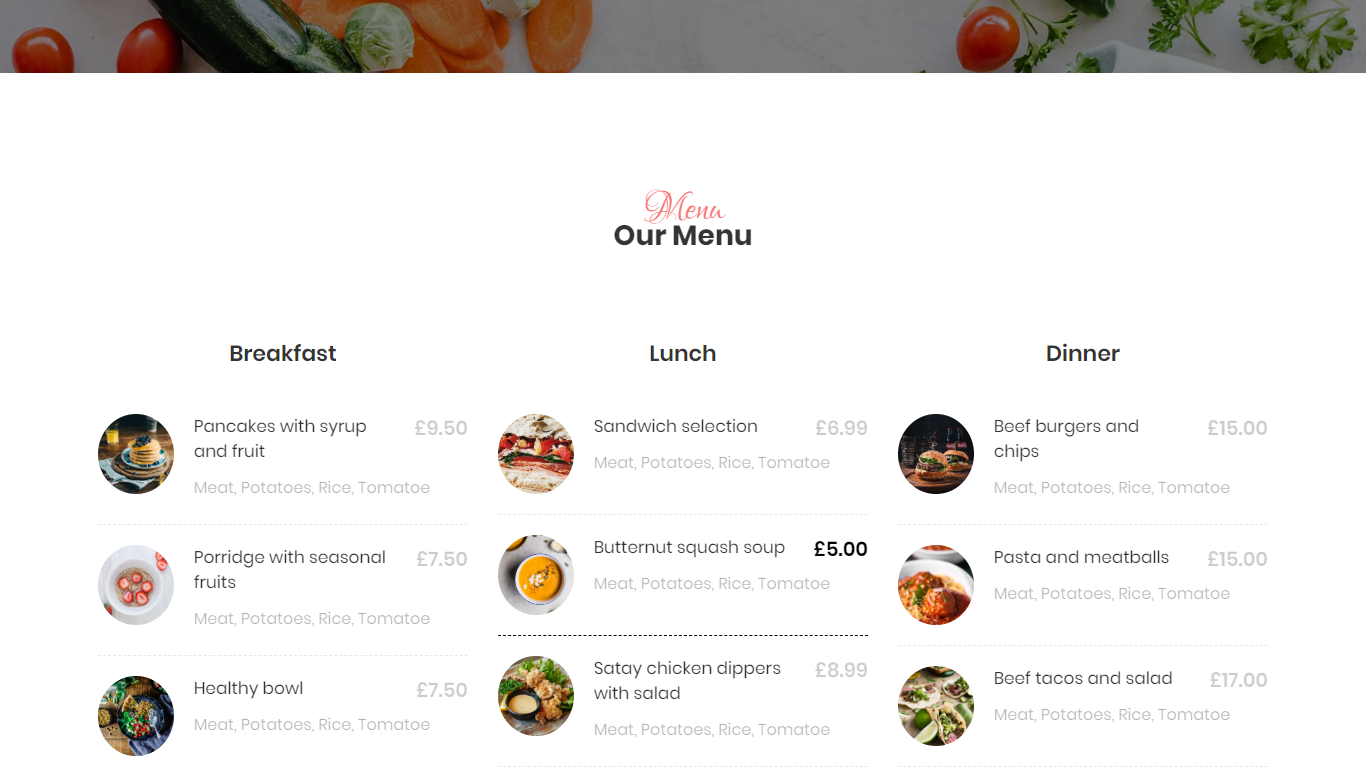 Menu
Our Menu
Breakfast
Pancakes with syrup
and fruit
£9.50
Meat, Potatoes, Rice, Tomatoe
Porridge with seasonal
fruits
£7.50
Meat, Potatoes, Rice, Tomatoe
Healthy bowl
£7.50
Meat, Potatoes, Rice, Tomatoe
Lunch
Sandwich selection
£6.99
Meat, Potatoes, Rice, Tomatoe
Butternut squash soup
£5.00
Meat, Potatoes, Rice, Tomatoe
Satay chicken dippers
with salad
£8.99
Meat, Potatoes, Rice, Tomatoe
Dinner
Beef burgers and
chips
£15.00
Meat, Potatoes, Rice, Tomatoe
Pasta and meatballs
£15.00
Meat, Potatoes, Rice, Tomatoe
Beef tacos and salad
£17.00
Meat, Potatoes, Rice, Tomatoe